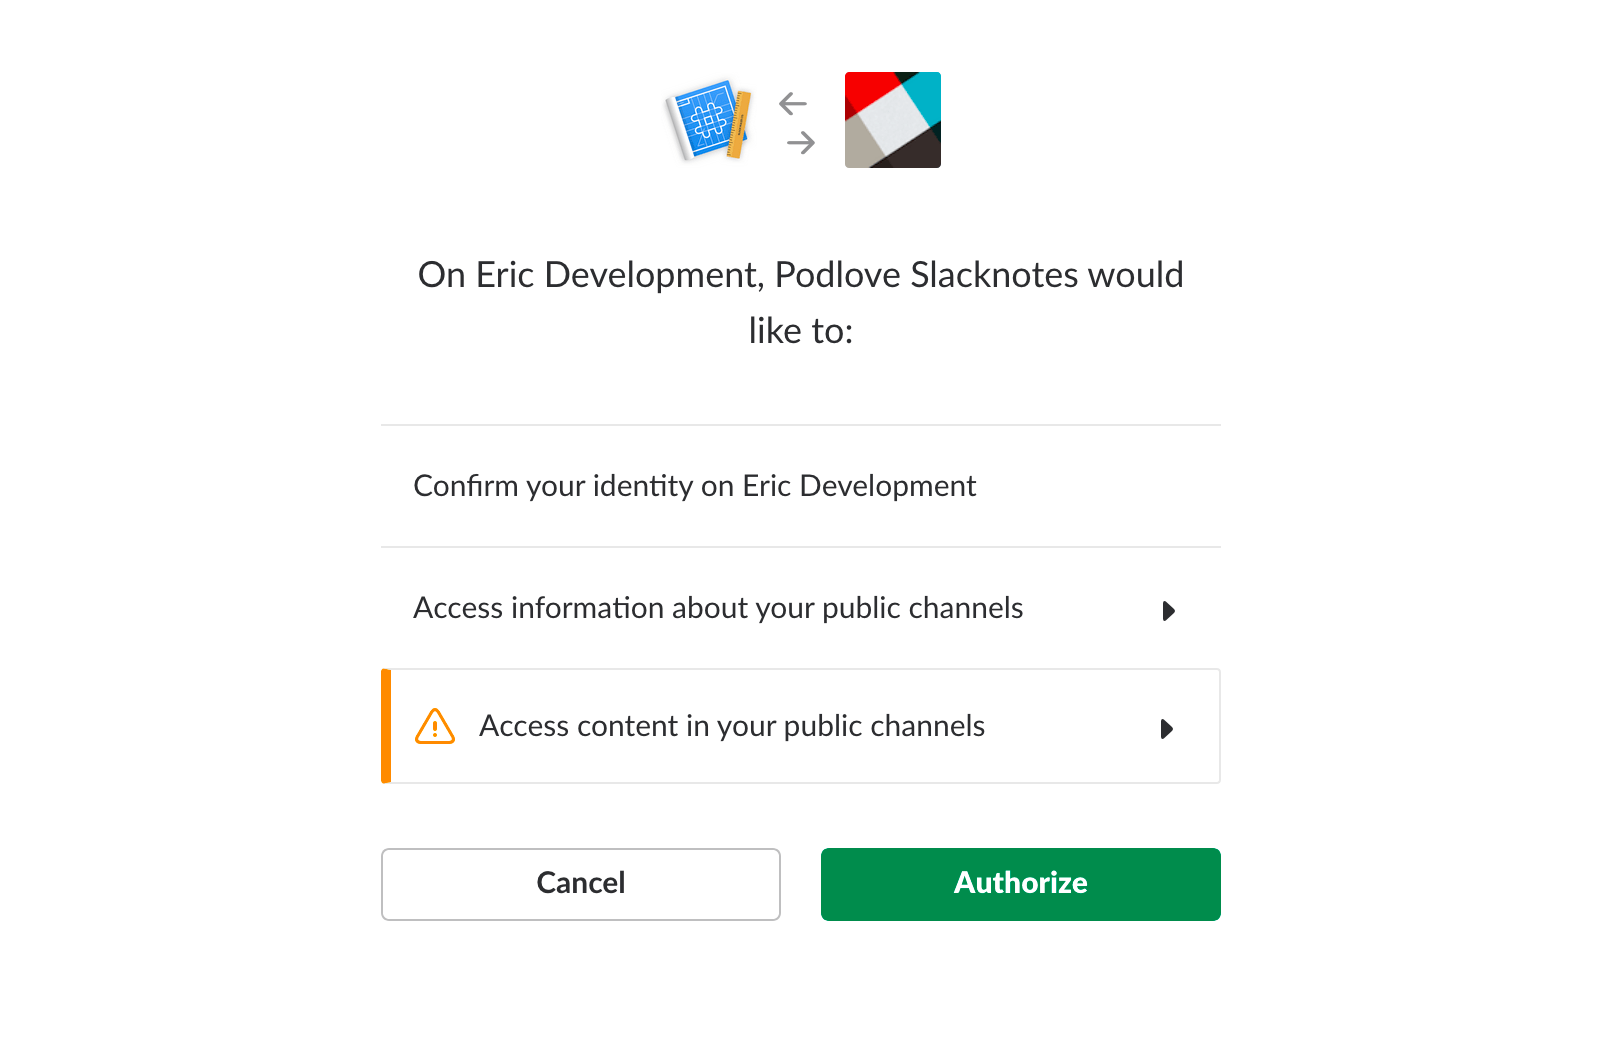 On Eric Development, Podlove Slacknotes would
like to:
Confirm your identity on Eric Development
Access information about your public channels
Access content in your public channels
Cancel
Authorize